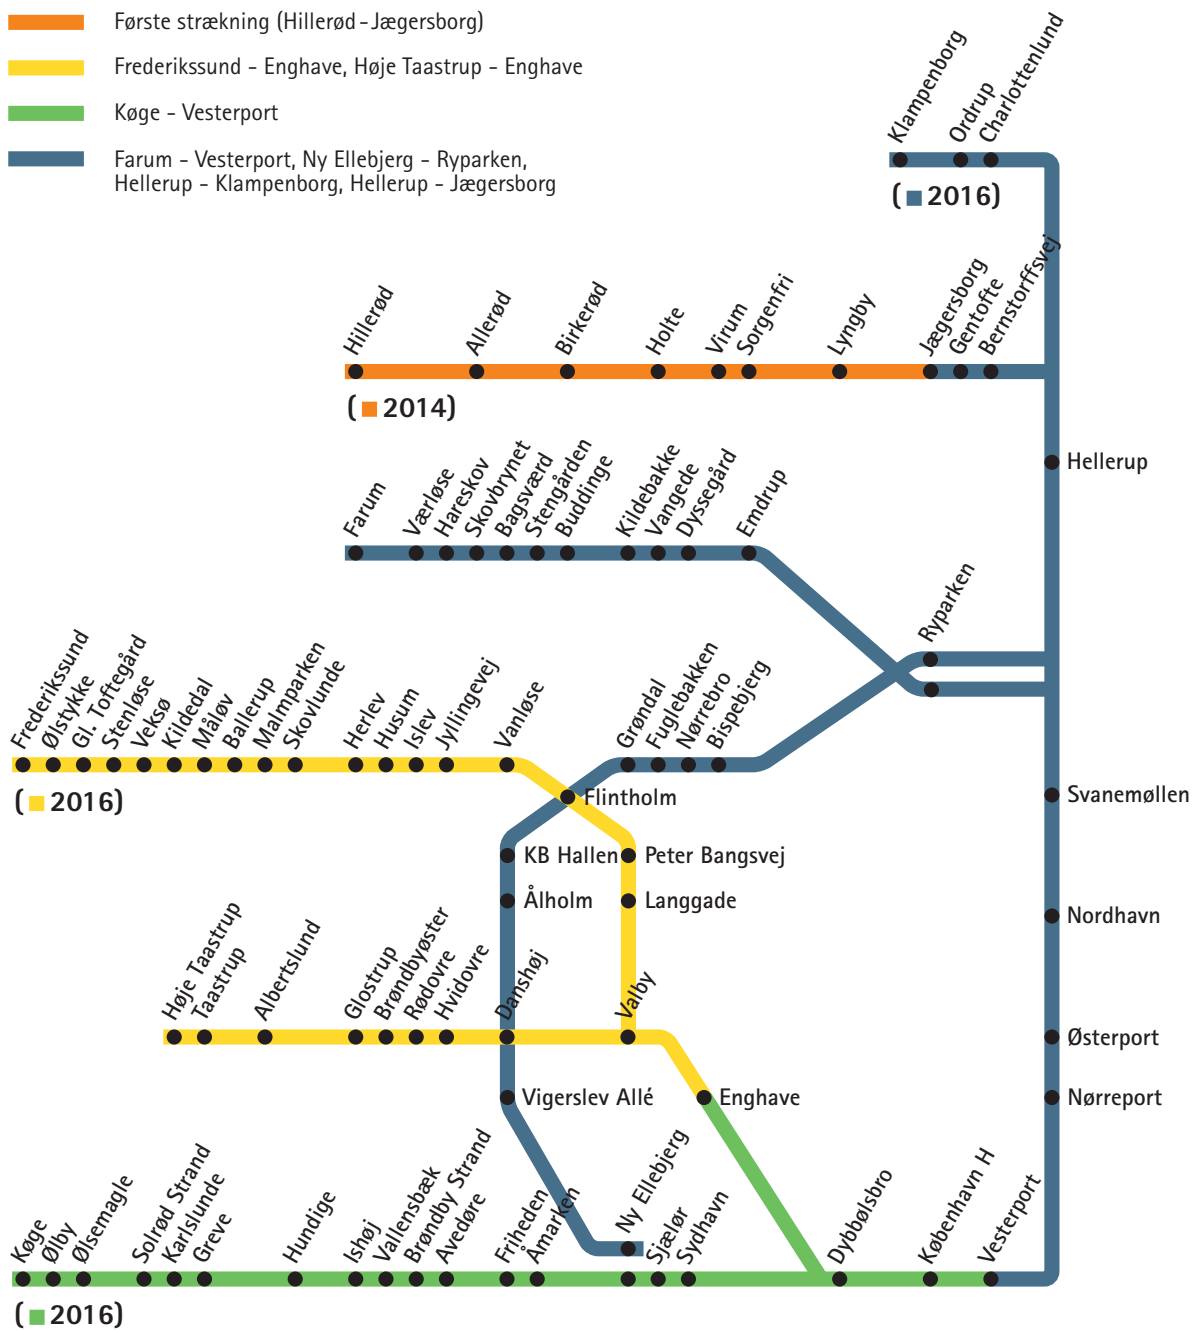 Første strækning (Hillerød-Jægersborg)
Frederikssund - Enghave, Høje Taastrup - Enghave
Køge - Vesterport
Farum - Vesterport, Ny Ellebjerg - Ryparken,
Hellerup - Klampenborg, Hellerup - Jægersborg
Klampenborg
Ordrup
Charlottenlund
(2016)
Hillerød
Allerød
Birkerød
Holte
Virum
Sorgenfri
Lyngby
Jægersborg
Gentofte
Bernstorffsvej
(2014)
Hellerup
Farum
Værløse
Hareskov
Skovbrynet
Bagsværd
Stengården
Buddinge
Kildebakke
Vangede
Dyssegård
Emdrup
Ryparken
Frederikssund
Ølstykke
Gl. Toftegård
Stenløse
Veksø
Kildedal
Måløv
Ballerup
Malmparken
Skovlunde
Herlev
Husum
Islev
Jyllingevej
Vanløse
Grøndal
Fuglebakken
Nørrebro
Bispebjerg
(2016)
Flintholm
Svanemøllen
KB Hallen
Peter Bangsvej
Ålholm
Langgade
Nordhavn
Høje Taastrup
Taastrup
Albertslund
Glostrup
Brøndbyøster
Rødovre
Hvidovre
Danshøj
Valby
Østerport
Vigerslev Allé
Enghave
Nørreport
Køge
Ølby
Ølsemagle
Solrød Strand
Karlslunde
Greve
Hundige
Ishøj
Vallensbæk
Brøndby Strand
Avedøre
Friheden
Åmarken
Ny Ellebjerg
Sjælør
Sydhavn
Dybbølsbro
København H
Vesterport
(2016)